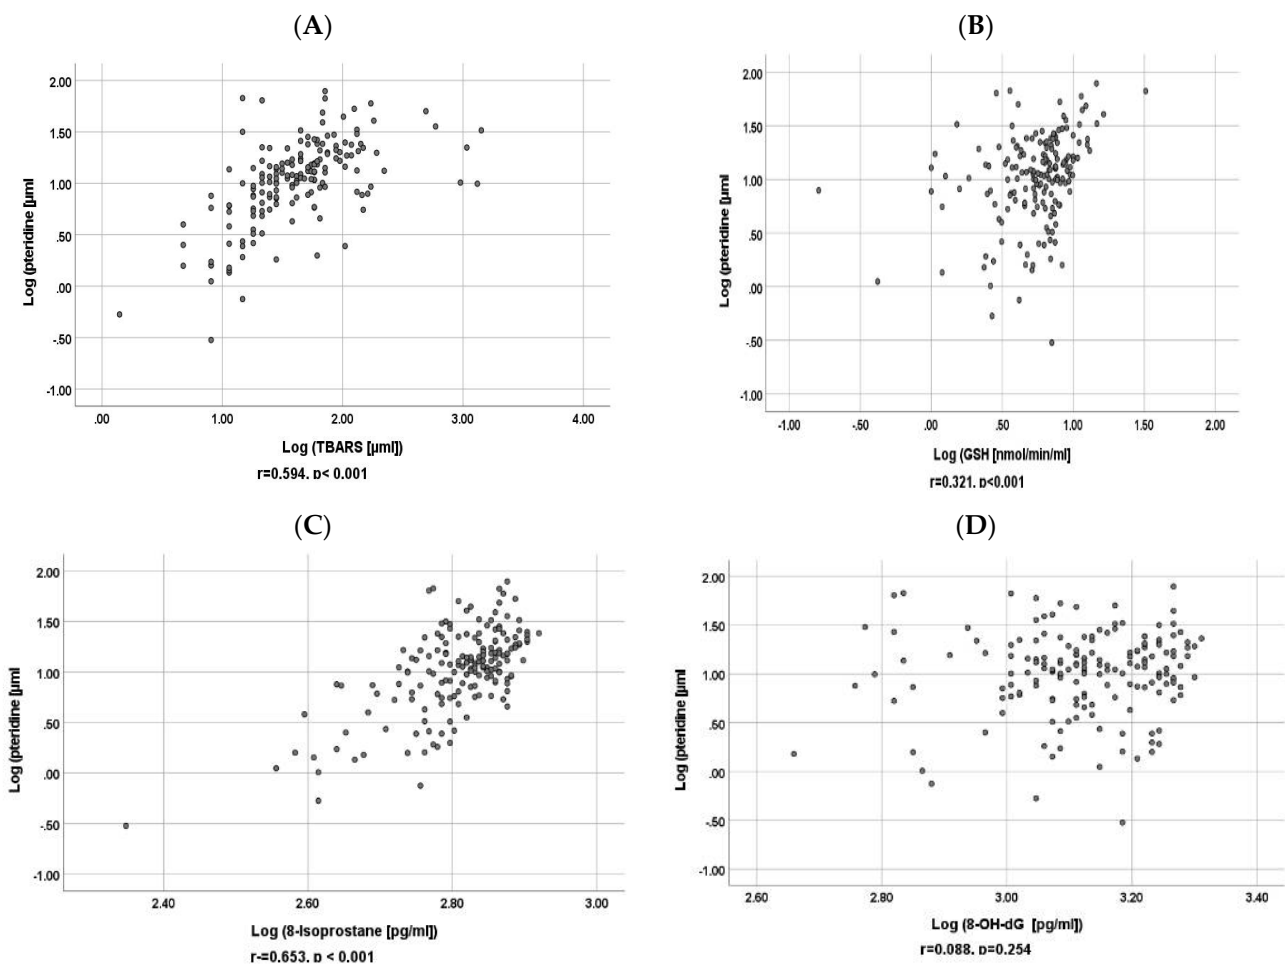 (A)
2.00
1.50
1.00
.50
.00
-.50
-1.00
Log (pteridine [µml
.00 1.00 2.00 3.00 4.00
Log (TBARS [µml])
r=0.594, p< 0.001
(B)
2.00
1.50
1.00
.50
.00
-.50
-1.00
Log (pteridine [µml
-1.00 -.50 .00 .50 1.00 1.50 2.00
Log (GSH [nmol/min/ml]
r=0.321, p<0.001
(C)
2.00
1.50
1.00
.50
.00
-.50
-1.00
Log (pteridine [µml
2.40 2.60 2.80 3.00
Log (8-Isoprostane [pg/ml])
r-=0.653, p < 0.001
(D)
2.00
1.50
1.00
.50
.00
-.50
-1.00
Log (pteridine [µml
2.60 2.80 3.00 3.20 3.40
Log (8-OH-dG [pg/ml)
r=0.088, p=0.254